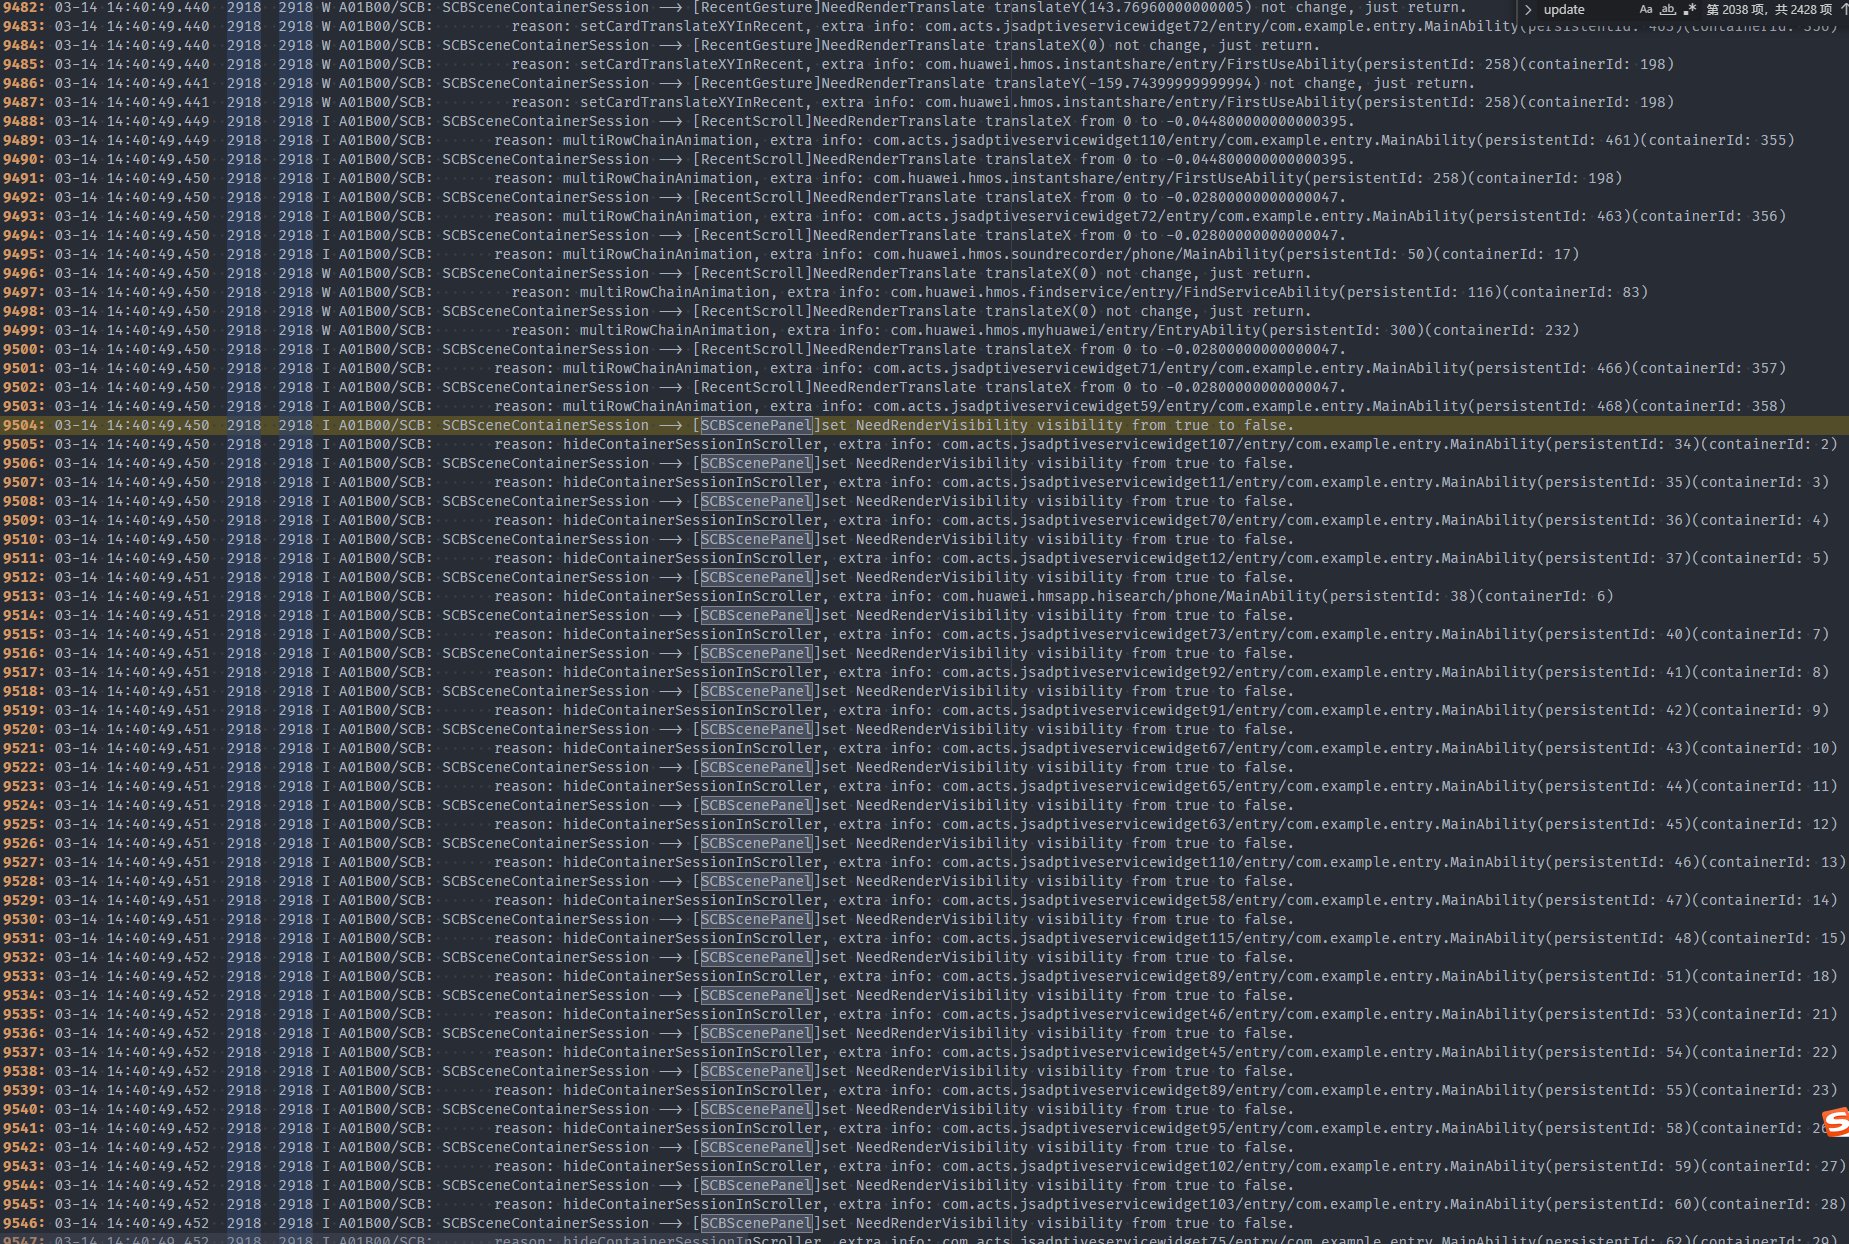 update Aa ab, .* 第 2038 项, 共 2428 项
9482: 03-14 14:40:49.440  2918  2918 W A01B00/SCB: SCBSceneContainerSession --> [RecentGesture]NeedRenderTranslate translateY(143.76960000000005) not change, just return.
9483: 03-14 14:40:49.440  2918  2918 W A01B00/SCB:         reason: setCardTranslateXYInRecent, extra info: com.acts.jsadptiveservicewidget72/entry/com.example.entry.MainAbility(persistentId: 463)(containerId: 356)
9484: 03-14 14:40:49.440  2918  2918 W A01B00/SCB: SCBSceneContainerSession --> [RecentGesture]NeedRenderTranslate translateX(0) not change, just return.
9485: 03-14 14:40:49.440  2918  2918 W A01B00/SCB:         reason: setCardTranslateXYInRecent, extra info: com.huawei.hmos.instantshare/entry/FirstUseAbility(persistentId: 258)(containerId: 198)
9486: 03-14 14:40:49.441  2918  2918 W A01B00/SCB: SCBSceneContainerSession --> [RecentGesture]NeedRenderTranslate translateY(-159.74399999999994) not change, just return.
9487: 03-14 14:40:49.441  2918  2918 W A01B00/SCB:         reason: setCardTranslateXYInRecent, extra info: com.huawei.hmos.instantshare/entry/FirstUseAbility(persistentId: 258)(containerId: 198)
9488: 03-14 14:40:49.449  2918  2918 I A01B00/SCB: SCBSceneContainerSession --> [RecentScroll]NeedRenderTranslate translateX from 0 to -0.044800000000000395.
9489: 03-14 14:40:49.449  2918  2918 I A01B00/SCB:       reason: multiRowChainAnimation, extra info: com.acts.jsadptiveservicewidget110/entry/com.example.entry.MainAbility(persistentId: 461)(containerId: 355)
9490: 03-14 14:40:49.450  2918  2918 I A01B00/SCB: SCBSceneContainerSession --> [RecentScroll]NeedRenderTranslate translateX from 0 to -0.044800000000000395.
9491: 03-14 14:40:49.450  2918  2918 I A01B00/SCB:       reason: multiRowChainAnimation, extra info: com.huawei.hmos.instantshare/entry/FirstUseAbility(persistentId: 258)(containerId: 198)
9492: 03-14 14:40:49.450  2918  2918 I A01B00/SCB: SCBSceneContainerSession --> [RecentScroll]NeedRenderTranslate translateX from 0 to -0.02800000000000047.
9493: 03-14 14:40:49.450  2918  2918 I A01B00/SCB:       reason: multiRowChainAnimation, extra info: com.acts.jsadptiveservicewidget72/entry/com.example.entry.MainAbility(persistentId: 463)(containerId: 356)
9494: 03-14 14:40:49.450  2918  2918 I A01B00/SCB: SCBSceneContainerSession --> [RecentScroll]NeedRenderTranslate translateX from 0 to -0.02800000000000047.
9495: 03-14 14:40:49.450  2918  2918 I A01B00/SCB:       reason: multiRowChainAnimation, extra info: com.huawei.hmos.soundrecorder/phone/MainAbility(persistentId: 50)(containerId: 17)
9496: 03-14 14:40:49.450  2918  2918 W A01B00/SCB: SCBSceneContainerSession --> [RecentScroll]NeedRenderTranslate translateX(0) not change, just return.
9497: 03-14 14:40:49.450  2918  2918 W A01B00/SCB:         reason: multiRowChainAnimation, extra info: com.huawei.hmos.findservice/entry/FindServiceAbility(persistentId: 116)(containerId: 83)
9498: 03-14 14:40:49.450  2918  2918 W A01B00/SCB: SCBSceneContainerSession --> [RecentScroll]NeedRenderTranslate translateX(0) not change, just return.
9499: 03-14 14:40:49.450  2918  2918 W A01B00/SCB:         reason: multiRowChainAnimation, extra info: com.huawei.hmos.myhuawei/entry/EntryAbility(persistentId: 300)(containerId: 232)
9500: 03-14 14:40:49.450  2918  2918 I A01B00/SCB: SCBSceneContainerSession --> [RecentScroll]NeedRenderTranslate translateX from 0 to -0.02800000000000047.
9501: 03-14 14:40:49.450  2918  2918 I A01B00/SCB:       reason: multiRowChainAnimation, extra info: com.acts.jsadptiveservicewidget71/entry/com.example.entry.MainAbility(persistentId: 466)(containerId: 357)
9502: 03-14 14:40:49.450  2918  2918 I A01B00/SCB: SCBSceneContainerSession --> [RecentScroll]NeedRenderTranslate translateX from 0 to -0.02800000000000047.
9503: 03-14 14:40:49.450  2918  2918 I A01B00/SCB:       reason: multiRowChainAnimation, extra info: com.acts.jsadptiveservicewidget59/entry/com.example.entry.MainAbility(persistentId: 468)(containerId: 358)
9504: 03-14 14:40:49.450  2918  2918 I A01B00/SCB: SCBSceneContainerSession --> [SCBScenePanel]set NeedRenderVisibility visibility from true to false.
9505: 03-14 14:40:49.450  2918  2918 I A01B00/SCB:       reason: hideContainerSessionInScroller, extra info: com.acts.jsadptiveservicewidget107/entry/com.example.entry.MainAbility(persistentId: 34)(containerId: 2)
9506: 03-14 14:40:49.450  2918  2918 I A01B00/SCB: SCBSceneContainerSession --> [SCBScenePanel]set NeedRenderVisibility visibility from true to false.
9507: 03-14 14:40:49.450  2918  2918 I A01B00/SCB:       reason: hideContainerSessionInScroller, extra info: com.acts.jsadptiveservicewidget11/entry/com.example.entry.MainAbility(persistentId: 35)(containerId: 3)
9508: 03-14 14:40:49.450  2918  2918 I A01B00/SCB: SCBSceneContainerSession --> [SCBScenePanel]set NeedRenderVisibility visibility from true to false.
9509: 03-14 14:40:49.450  2918  2918 I A01B00/SCB:       reason: hideContainerSessionInScroller, extra info: com.acts.jsadptiveservicewidget70/entry/com.example.entry.MainAbility(persistentId: 36)(containerId: 4)
9510: 03-14 14:40:49.450  2918  2918 I A01B00/SCB: SCBSceneContainerSession --> [SCBScenePanel]set NeedRenderVisibility visibility from true to false.
9511: 03-14 14:40:49.450  2918  2918 I A01B00/SCB:       reason: hideContainerSessionInScroller, extra info: com.acts.jsadptiveservicewidget12/entry/com.example.entry.MainAbility(persistentId: 37)(containerId: 5)
9512: 03-14 14:40:49.451  2918  2918 I A01B00/SCB: SCBSceneContainerSession --> [SCBScenePanel]set NeedRenderVisibility visibility from true to false.
9513: 03-14 14:40:49.451  2918  2918 I A01B00/SCB:       reason: hideContainerSessionInScroller, extra info: com.huawei.hmsapp.hisearch/phone/MainAbility(persistentId: 38)(containerId: 6)
9514: 03-14 14:40:49.451  2918  2918 I A01B00/SCB: SCBSceneContainerSession --> [SCBScenePanel]set NeedRenderVisibility visibility from true to false.
9515: 03-14 14:40:49.451  2918  2918 I A01B00/SCB:       reason: hideContainerSessionInScroller, extra info: com.acts.jsadptiveservicewidget73/entry/com.example.entry.MainAbility(persistentId: 40)(containerId: 7)
9516: 03-14 14:40:49.451  2918  2918 I A01B00/SCB: SCBSceneContainerSession --> [SCBScenePanel]set NeedRenderVisibility visibility from true to false.
9517: 03-14 14:40:49.451  2918  2918 I A01B00/SCB:       reason: hideContainerSessionInScroller, extra info: com.acts.jsadptiveservicewidget92/entry/com.example.entry.MainAbility(persistentId: 41)(containerId: 8)
9518: 03-14 14:40:49.451  2918  2918 I A01B00/SCB: SCBSceneContainerSession --> [SCBScenePanel]set NeedRenderVisibility visibility from true to false.
9519: 03-14 14:40:49.451  2918  2918 I A01B00/SCB:       reason: hideContainerSessionInScroller, extra info: com.acts.jsadptiveservicewidget91/entry/com.example.entry.MainAbility(persistentId: 42)(containerId: 9)
9520: 03-14 14:40:49.451  2918  2918 I A01B00/SCB: SCBSceneContainerSession --> [SCBScenePanel]set NeedRenderVisibility visibility from true to false.
9521: 03-14 14:40:49.451  2918  2918 I A01B00/SCB:       reason: hideContainerSessionInScroller, extra info: com.acts.jsadptiveservicewidget67/entry/com.example.entry.MainAbility(persistentId: 43)(containerId: 10)
9522: 03-14 14:40:49.451  2918  2918 I A01B00/SCB: SCBSceneContainerSession --> [SCBScenePanel]set NeedRenderVisibility visibility from true to false.
9523: 03-14 14:40:49.451  2918  2918 I A01B00/SCB:       reason: hideContainerSessionInScroller, extra info: com.acts.jsadptiveservicewidget65/entry/com.example.entry.MainAbility(persistentId: 44)(containerId: 11)
9524: 03-14 14:40:49.451  2918  2918 I A01B00/SCB: SCBSceneContainerSession --> [SCBScenePanel]set NeedRenderVisibility visibility from true to false.
9525: 03-14 14:40:49.451  2918  2918 I A01B00/SCB:       reason: hideContainerSessionInScroller, extra info: com.acts.jsadptiveservicewidget63/entry/com.example.entry.MainAbility(persistentId: 45)(containerId: 12)
9526: 03-14 14:40:49.451  2918  2918 I A01B00/SCB: SCBSceneContainerSession --> [SCBScenePanel]set NeedRenderVisibility visibility from true to false.
9527: 03-14 14:40:49.451  2918  2918 I A01B00/SCB:       reason: hideContainerSessionInScroller, extra info: com.acts.jsadptiveservicewidget110/entry/com.example.entry.MainAbility(persistentId: 46)(containerId: 13)
9528: 03-14 14:40:49.451  2918  2918 I A01B00/SCB: SCBSceneContainerSession --> [SCBScenePanel]set NeedRenderVisibility visibility from true to false.
9529: 03-14 14:40:49.451  2918  2918 I A01B00/SCB:       reason: hideContainerSessionInScroller, extra info: com.acts.jsadptiveservicewidget58/entry/com.example.entry.MainAbility(persistentId: 47)(containerId: 14)
9530: 03-14 14:40:49.451  2918  2918 I A01B00/SCB: SCBSceneContainerSession --> [SCBScenePanel]set NeedRenderVisibility visibility from true to false.
9531: 03-14 14:40:49.451  2918  2918 I A01B00/SCB:       reason: hideContainerSessionInScroller, extra info: com.acts.jsadptiveservicewidget115/entry/com.example.entry.MainAbility(persistentId: 48)(containerId: 15)
9532: 03-14 14:40:49.452  2918  2918 I A01B00/SCB: SCBSceneContainerSession --> [SCBScenePanel]set NeedRenderVisibility visibility from true to false.
9533: 03-14 14:40:49.452  2918  2918 I A01B00/SCB:       reason: hideContainerSessionInScroller, extra info: com.acts.jsadptiveservicewidget89/entry/com.example.entry.MainAbility(persistentId: 51)(containerId: 18)
9534: 03-14 14:40:49.452  2918  2918 I A01B00/SCB: SCBSceneContainerSession --> [SCBScenePanel]set NeedRenderVisibility visibility from true to false.
9535: 03-14 14:40:49.452  2918  2918 I A01B00/SCB:       reason: hideContainerSessionInScroller, extra info: com.acts.jsadptiveservicewidget46/entry/com.example.entry.MainAbility(persistentId: 53)(containerId: 21)
9536: 03-14 14:40:49.452  2918  2918 I A01B00/SCB: SCBSceneContainerSession --> [SCBScenePanel]set NeedRenderVisibility visibility from true to false.
9537: 03-14 14:40:49.452  2918  2918 I A01B00/SCB:       reason: hideContainerSessionInScroller, extra info: com.acts.jsadptiveservicewidget45/entry/com.example.entry.MainAbility(persistentId: 54)(containerId: 22)
9538: 03-14 14:40:49.452  2918  2918 I A01B00/SCB: SCBSceneContainerSession --> [SCBScenePanel]set NeedRenderVisibility visibility from true to false.
9539: 03-14 14:40:49.452  2918  2918 I A01B00/SCB:       reason: hideContainerSessionInScroller, extra info: com.acts.jsadptiveservicewidget89/entry/com.example.entry.MainAbility(persistentId: 55)(containerId: 23)
9540: 03-14 14:40:49.452  2918  2918 I A01B00/SCB: SCBSceneContainerSession --> [SCBScenePanel]set NeedRenderVisibility visibility from true to false.
9541: 03-14 14:40:49.452  2918  2918 I A01B00/SCB:       reason: hideContainerSessionInScroller, extra info: com.acts.jsadptiveservicewidget95/entry/com.example.entry.MainAbility(persistentId: 58)(containerId:
9542: 03-14 14:40:49.452  2918  2918 I A01B00/SCB: SCBSceneContainerSession --> [SCBScenePanel]set NeedRenderVisibility visibility from true to false.
9543: 03-14 14:40:49.452  2918  2918 I A01B00/SCB:       reason: hideContainerSessionInScroller, extra info: com.acts.jsadptiveservicewidget102/entry/com.example.entry.MainAbility(persistentId: 59)(containerId: 27)
9544: 03-14 14:40:49.452  2918  2918 I A01B00/SCB: SCBSceneContainerSession --> [SCBScenePanel]set NeedRenderVisibility visibility from true to false.
9545: 03-14 14:40:49.452  2918  2918 I A01B00/SCB:       reason: hideContainerSessionInScroller, extra info: com.acts.jsadptiveservicewidget103/entry/com.example.entry.MainAbility(persistentId: 60)(containerId: 28)
9546: 03-14 14:40:49.452  2918  2918 I A01B00/SCB: SCBSceneContainerSession --> [SCBScenePanel]set NeedRenderVisibility visibility from true to false.
9547: 03-14 14:40:49.452  2918  2918 I A01B00/SCB:       reason: hideContainerSessionInScroller, extra info: com.acts.jsadptiveservicewidget75/entry/com.example.entry.MainAbility(persistentId: 62)(containerId: 29)